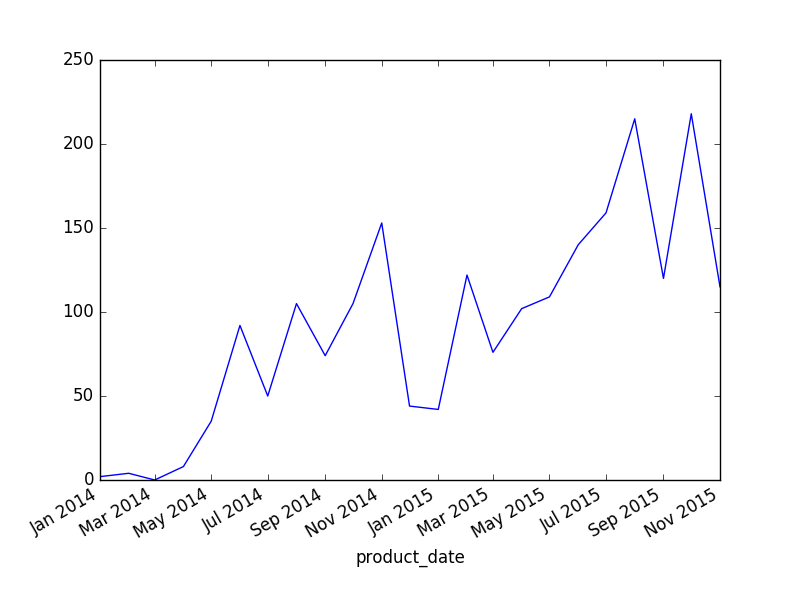 250
200
150
100
50
0
Jan 2014
Mar 2014
May 2014
Jul 2014
Sep 2014
Nov 2014
Jan 2015
Mar 2015
May 2015
Jul 2015
Sep 2015
Nov 2015
product_date